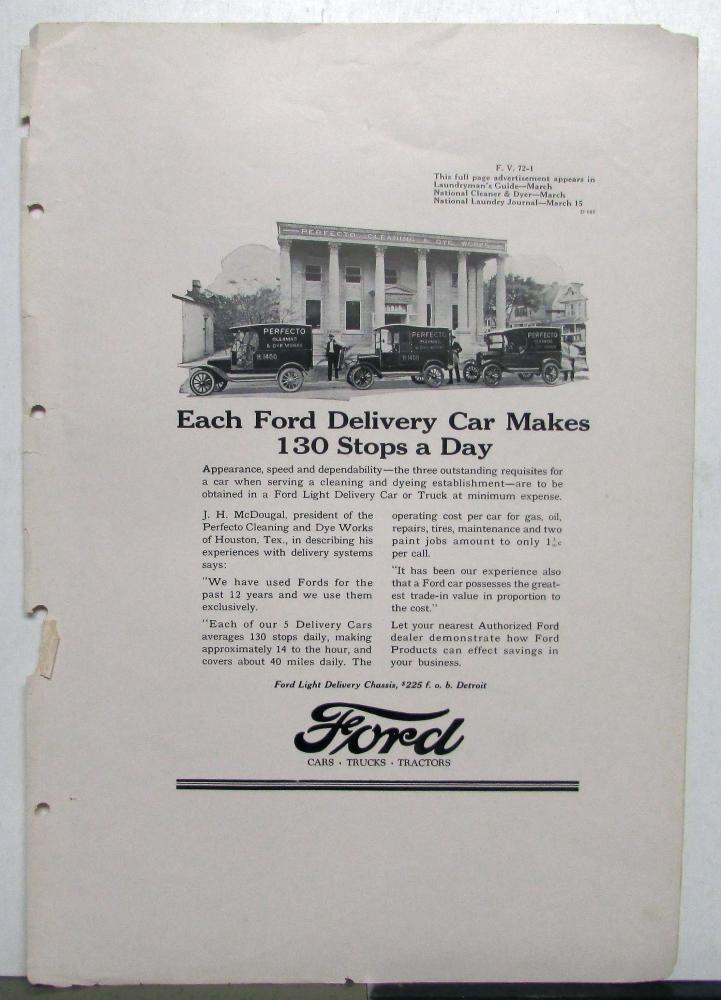 F. V. 72-1
This full page advertisement appears in
Laundryman's Guide—March
National Cleaner & Dyer—March
National Laundry Journal—March 15
PERFECTO CLEANING & DYE WORKS
PERFECTO
CLEANING
& DYE WORKS
H.1400
PERFECTO
CLEANING
& DYE WORKS
H.1400
PERFECTO
CLEANING
Each Ford Delivery Car Makes
130 Stops a Day
Appearance, speed and dependability—the three outstanding requisites for
a car when serving a cleaning and dyeing establishment—are to be
obtained in a Ford Light Delivery Car or Truck at minimum expense.
J. H. McDougal, president of the
Perfecto Cleaning and Dye Works
of Houston, Tex., in describing his
experiences with delivery systems
says:
"We have used Fords for the
past 12 years and we use them
exclusively.
"Each of our 5 Delivery Cars
averages 130 stops daily, making
approximately 14 to the hour, and
covers about 40 miles daily. The
operating cost per car for gas, oil,
repairs, tires, maintenance and two
paint jobs amount to only
per call.
"It has been our experience also
that a Ford car possesses the great-
est trade-in value in proportion to
the cost."
Let your nearest Authorized Ford
dealer demonstrate how Ford
Products can effect savings in
your business.
Ford Light Delivery Chassis, $225 f. o. b. Detroit
Ford
CARS · TRUCKS · TRACTORS